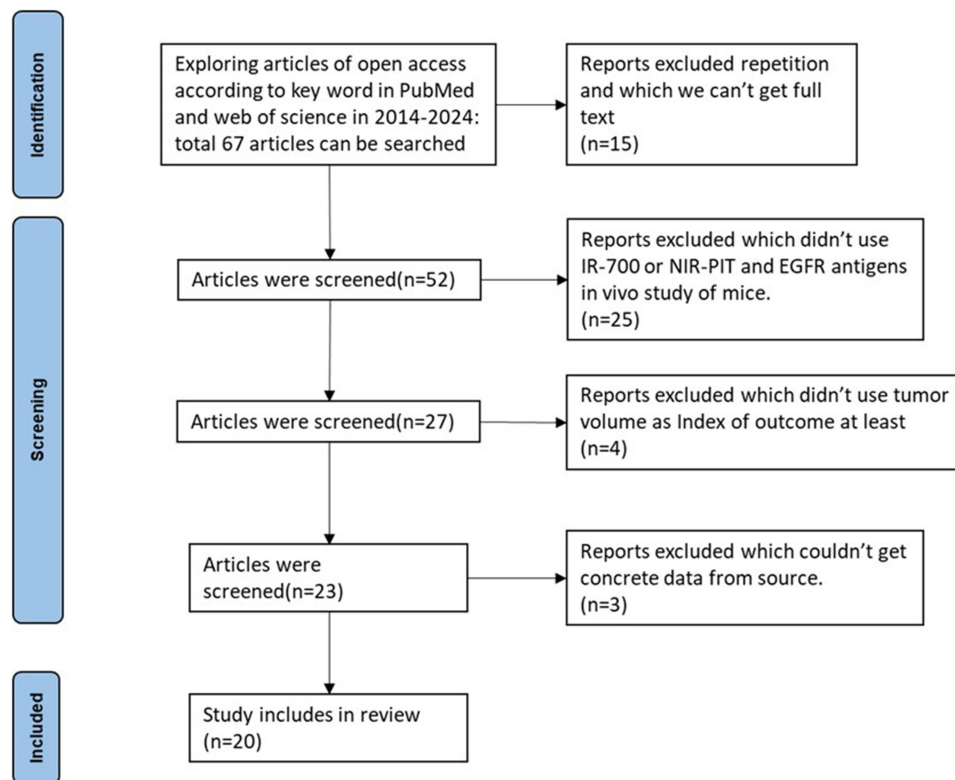 Identification
Exploring articles of open access
according to key word in PubMed
and web of science in 2014-2024:
total 67 articles can be searched
Reports excluded repetition
and which we can't get full
text
(n=15)
Screening
Articles were screened(n=52)
Reports excluded which didn't use
IR-700 or NIR-PIT and EGFR antigens
in vivo study of mice.
(n=25)
Articles were screened(n=27)
Reports excluded which didn't use tumor
volume as Index of outcome at least
(n=4)
Articles were
screened(n=23)
Reports excluded which couldn't get
concrete data from source.
(n=3)
Included
Study includes in review
(n=20)